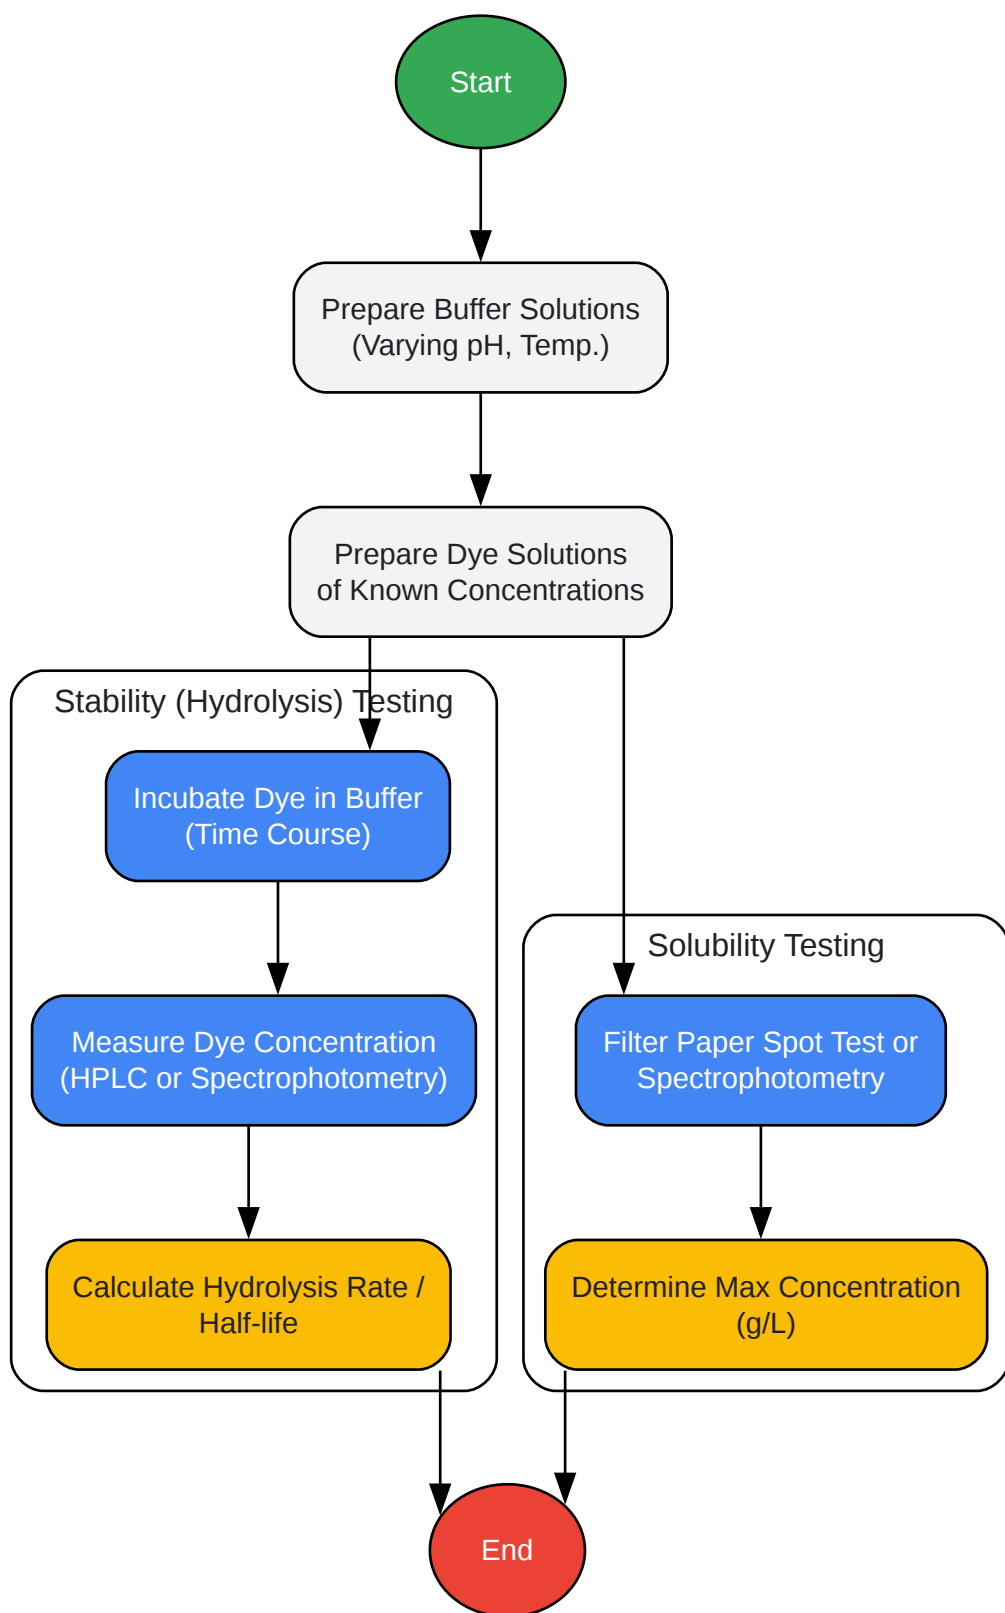 Start
Prepare Buffer Solutions
(Varying pH, Temp.)
Prepare Dye Solutions
of Known Concentrations
Stability (Hydrolysis) Testing
Incubate Dye in Buffer
(Time Course)
Measure Dye Concentration
(HPLC or Spectrophotometry)
Calculate Hydrolysis Rate /
Half-life
Solubility Testing
Filter Paper Spot Test or
Spectrophotometry
Determine Max Concentration
(g/L)
End